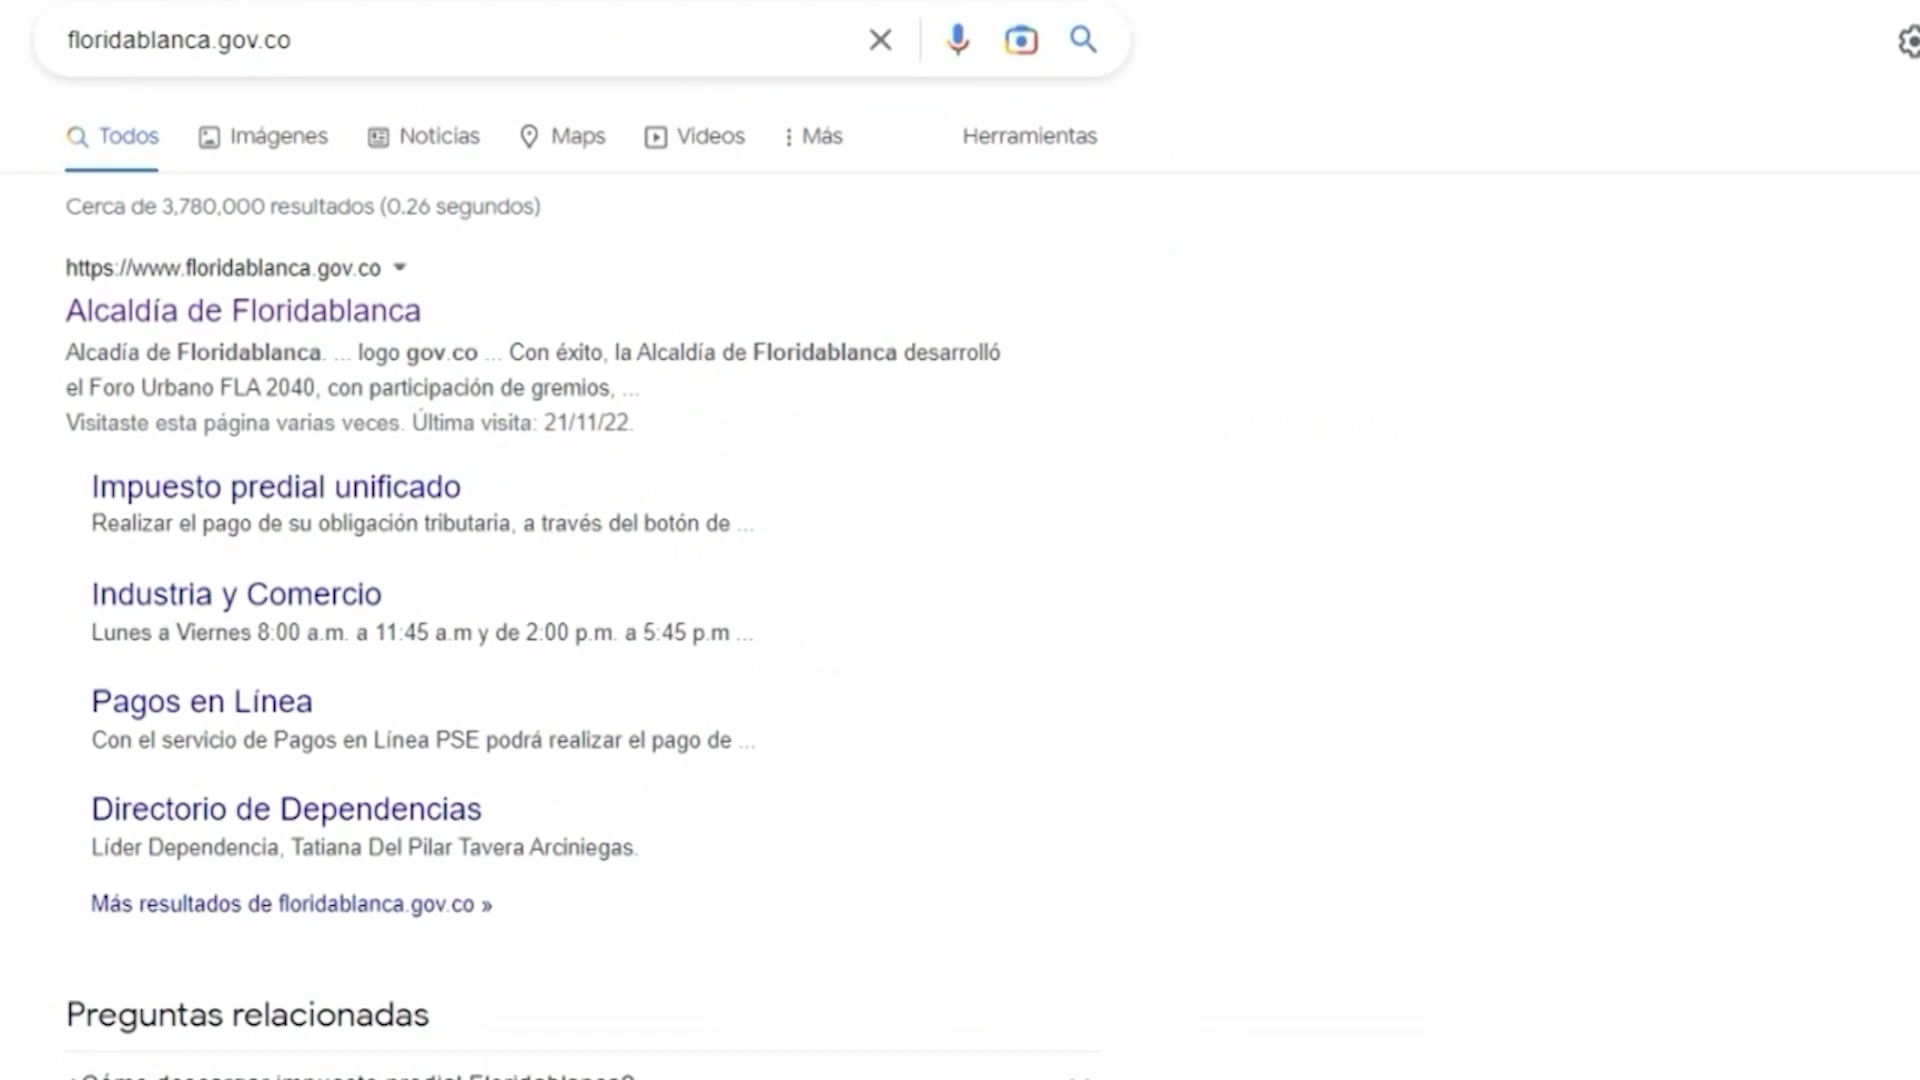 floridablanca.gov.co
Todos Imágenes Noticias Maps Videos Más Herramientas
Cerca de 3,780,000 resultados (0.26 segundos)
https://www.floridablanca.gov.co
Alcaldía de Floridablanca
Alcadía de Floridablanca. ... logo gov.co ... Con éxito, la Alcaldía de Floridablanca desarrolló
el Foro Urbano FLA 2040, con participación de gremios, ...
Visitaste esta página varias veces. Última visita: 21/11/22.
Impuesto predial unificado
Realizar el pago de su obligación tributaria, a través del botón de ...
Industria y Comercio
Lunes a Viernes 8:00 a.m. a 11:45 a.m y de 2:00 p.m. a 5:45 p.m ...
Pagos en Línea
Con el servicio de Pagos en Línea PSE podrá realizar el pago de ...
Directorio de Dependencias
Líder Dependencia, Tatiana Del Pilar Tavera Arciniegas.
Más resultados de floridablanca.gov.co »
Preguntas relacionadas
¿Cómo descargar impuesto predial Floridablanca?